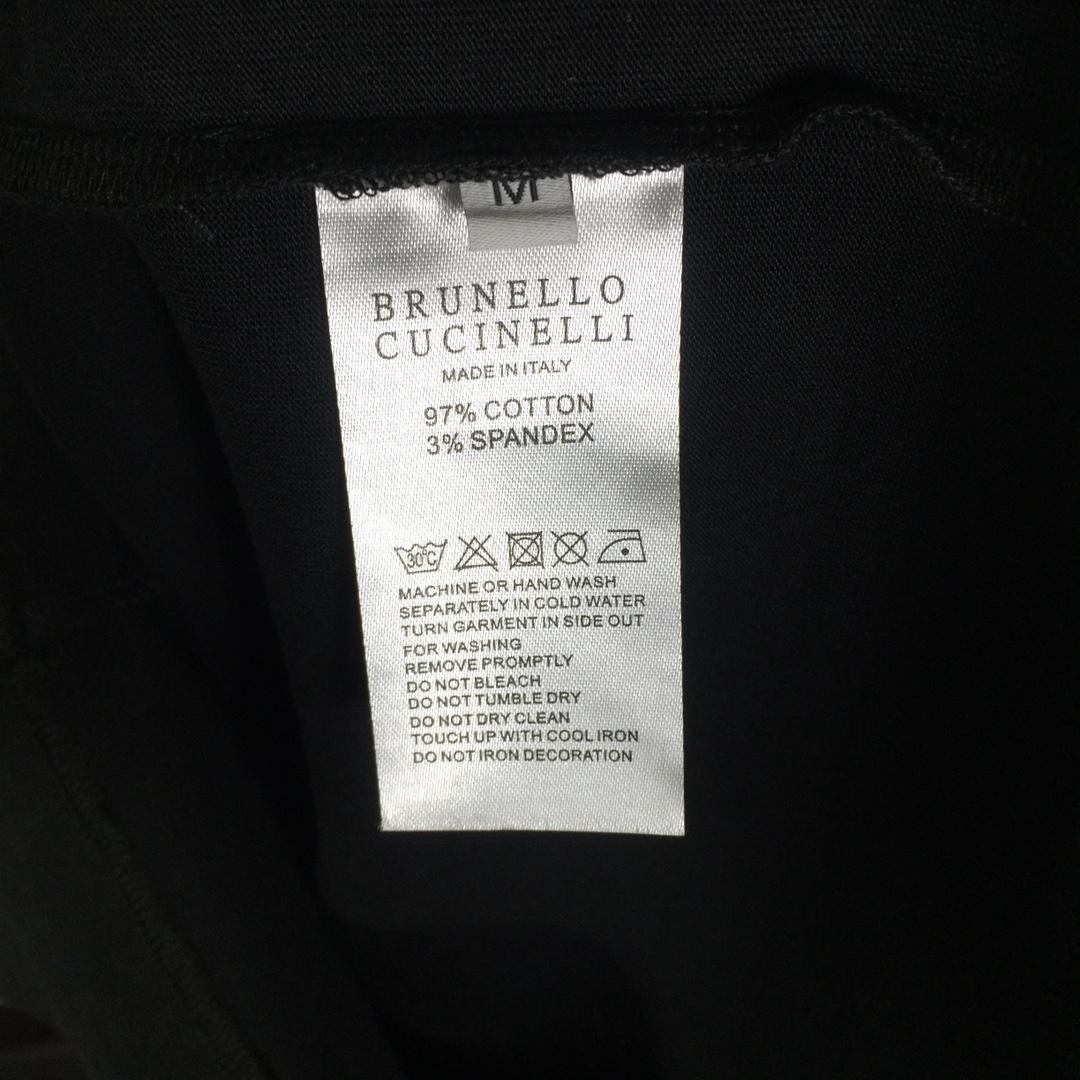 M
BRUNELLO
CUCINELLI
MADE IN ITALY
97% COTTON
3% SPANDEX
30°C
MACHINE OR HAND WASH
SEPARATELY IN COLD WATER
TURN GARMENT IN SIDE OUT
FOR WASHING
REMOVE PROMPTLY
DO NOT BLEACH
DO NOT TUMBLE DRY
DO NOT DRY CLEAN
TOUCH UP WITH COOL IRON
DO NOT IRON DECORATION